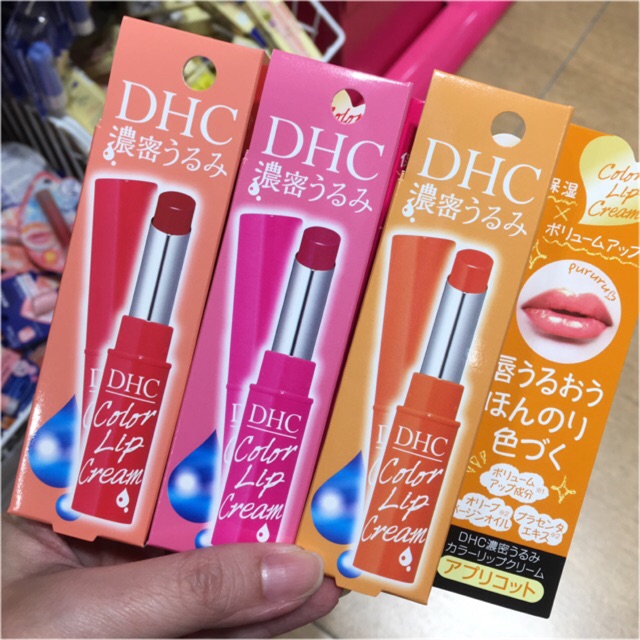 DHC
濃密うるみ
DHC
Color
Lip
Cream
Color
DHC
濃密うるみ
DHC
Color
Lip
Cream
DHC
濃密うるみ
DHC
Color
Lip
Cream
Color
Lip
Cream
保湿
×
ボリュームアップ
pururu
唇うるおう
ほんのり
色づく
ボリューム
アップ成分
オリーブ
バージンオイル
プラセンタ
エキス
DHC濃密うるみ
カラーリップクリーム
アプリコット